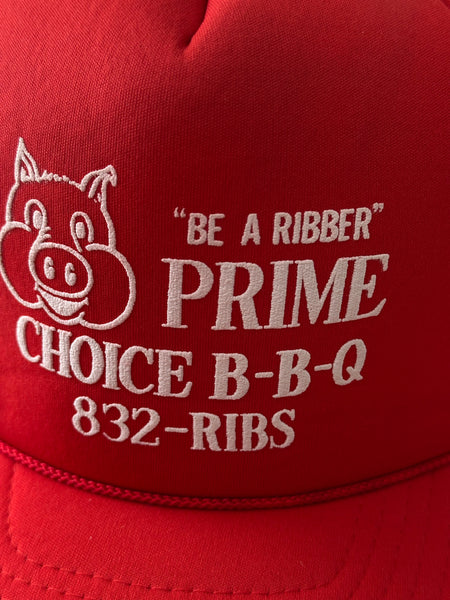 "BE A RIBBER"
PRIME
CHOICE B-B-Q
832-RIBS